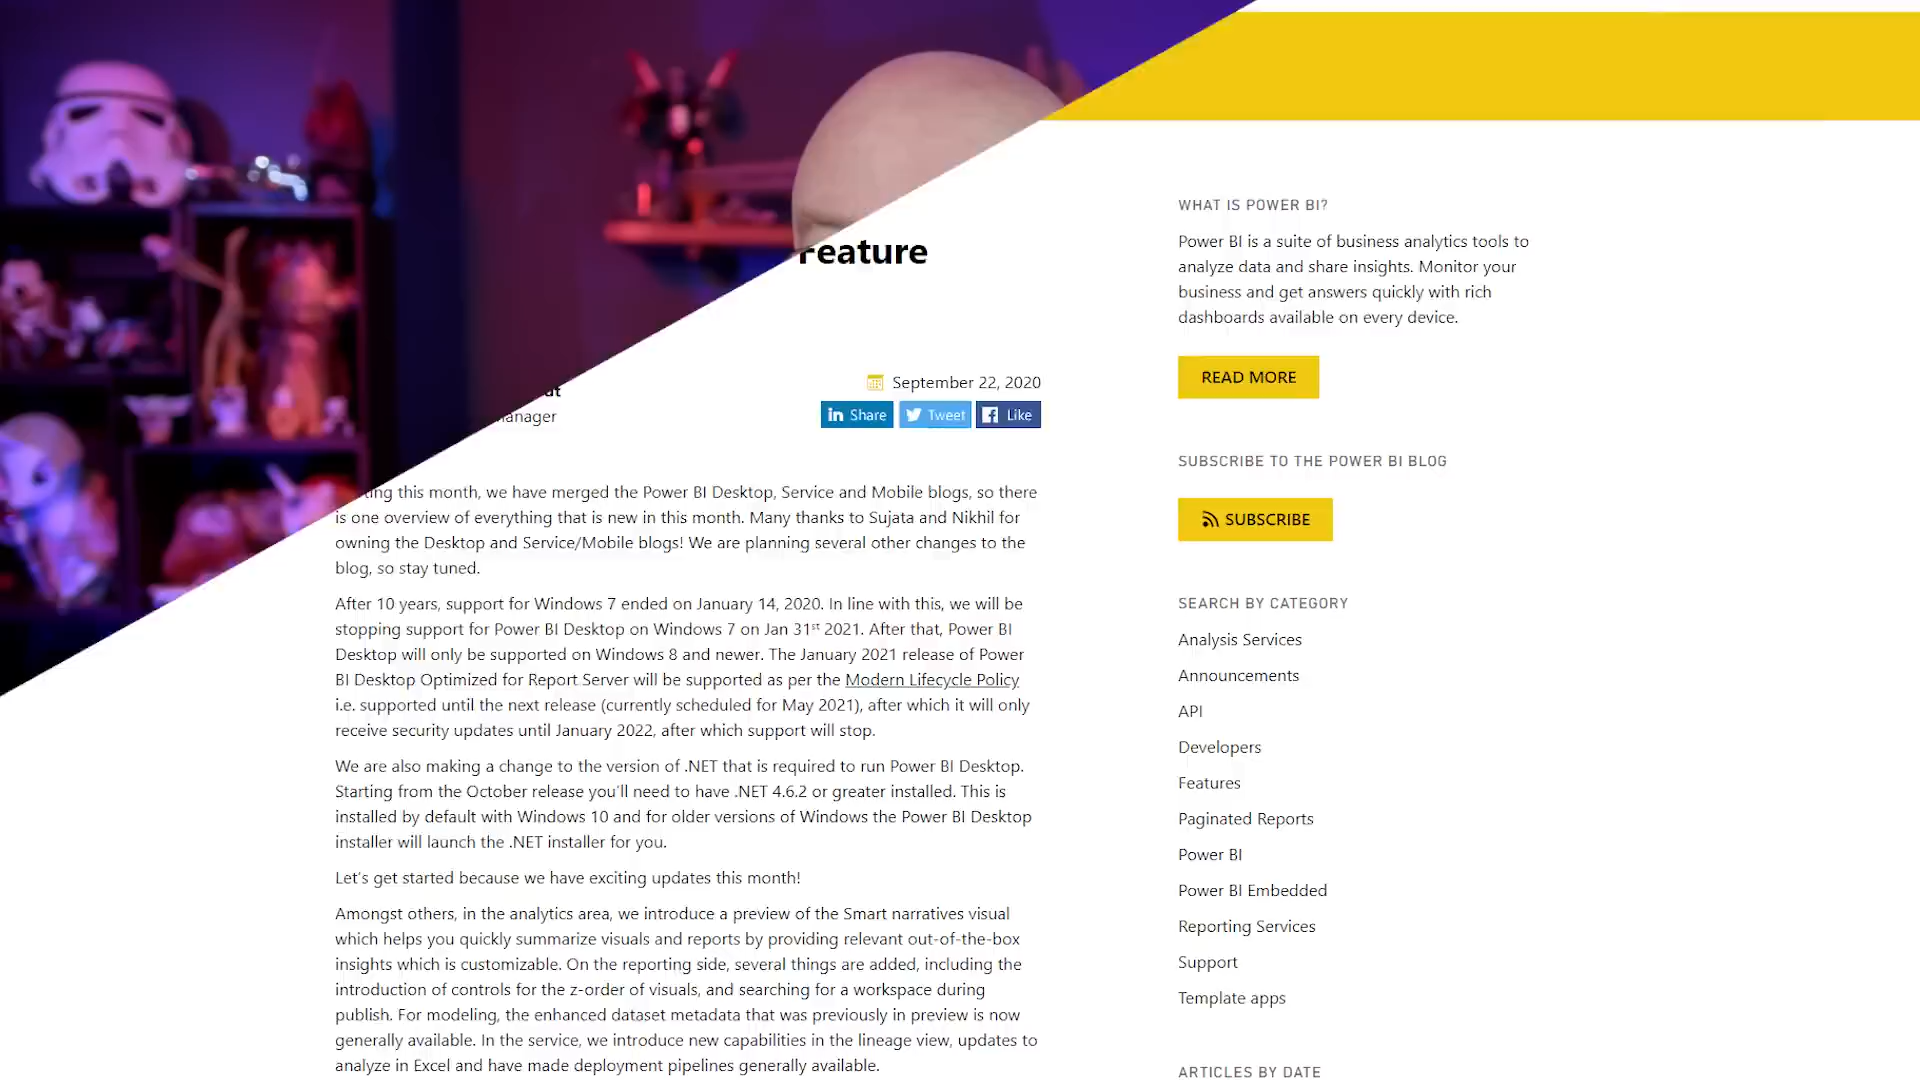 Feature
September 22, 2020
Share
Tweet
Like
this month, we have merged the Power BI Desktop, Service and Mobile blogs, so there
is one overview of everything that is new in this month. Many thanks to Sujata and Nikhil for
owning the Desktop and Service/Mobile blogs! We are planning several other changes to the
blog, so stay tuned.
After 10 years, support for Windows 7 ended on January 14, 2020. In line with this, we will be
stopping support for Power BI Desktop on Windows 7 on Jan 31st 2021. After that, Power BI
Desktop will only be supported on Windows 8 and newer. The January 2021 release of Power
BI Desktop Optimized for Report Server will be supported as per the Modern Lifecycle Policy
i.e. supported until the next release (currently scheduled for May 2021), after which it will only
receive security updates until January 2022, after which support will stop.
We are also making a change to the version of .NET that is required to run Power BI Desktop.
Starting from the October release you'll need to have .NET 4.6.2 or greater installed. This is
installed by default with Windows 10 and for older versions of Windows the Power BI Desktop
installer will launch the .NET installer for you.
Let's get started because we have exciting updates this month!
Amongst others, in the analytics area, we introduce a preview of the Smart narratives visual
which helps you quickly summarize visuals and reports by providing relevant out-of-the-box
insights which is customizable. On the reporting side, several things are added, including the
introduction of controls for the z-order of visuals, and searching for a workspace during
publish. For modeling, the enhanced dataset metadata that was previously in preview is now
generally available. In the service, we introduce new capabilities in the lineage view, updates to
analyze in Excel and have made deployment pipelines generally available.
WHAT IS POWER BI?
Power BI is a suite of business analytics tools to
analyze data and share insights. Monitor your
business and get answers quickly with rich
dashboards available on every device.
READ MORE
SUBSCRIBE TO THE POWER BI BLOG
SUBSCRIBE
SEARCH BY CATEGORY
Analysis Services
Announcements
API
Developers
Features
Paginated Reports
Power BI
Power BI Embedded
Reporting Services
Support
Template apps
ARTICLES BY DATE